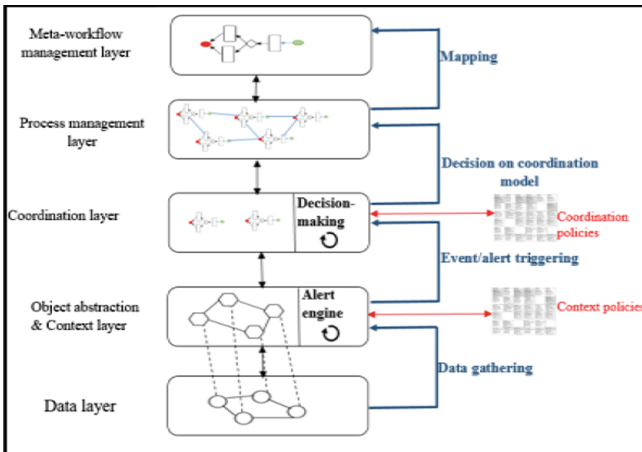 Meta-workflow
management layer
Mapping
Process management
layer
Decision on coordination
model
Coordination layer
Decision-
making
Coordination
policies
Event/alert triggering
Object abstraction
& Context layer
Alert
engine
Context policies
Data gathering
Data layer